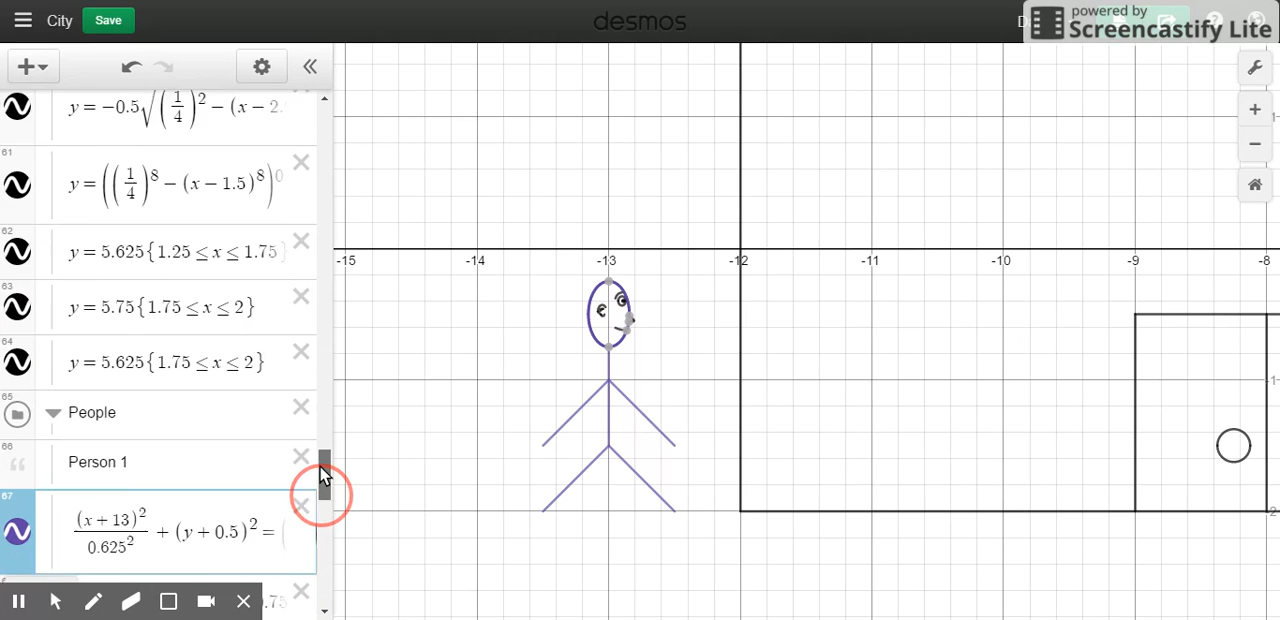 City
Save
desmos
powered by
Screencastify Lite
y = −0.5√(1/4)² − (x − 2.
61
y = ((1/4)⁸ − (x − 1.5)⁸)⁰
62
y = 5.625{1.25 ≤ x ≤ 1.75}
63
y = 5.75{1.75 ≤ x ≤ 2}
64
y = 5.625{1.75 ≤ x ≤ 2}
65
People
66
Person 1
67
(x + 13)²/0.625² + (y + 0.5)² = (
.75
-15
-14
-13
-12
-11
-10
-9
-8